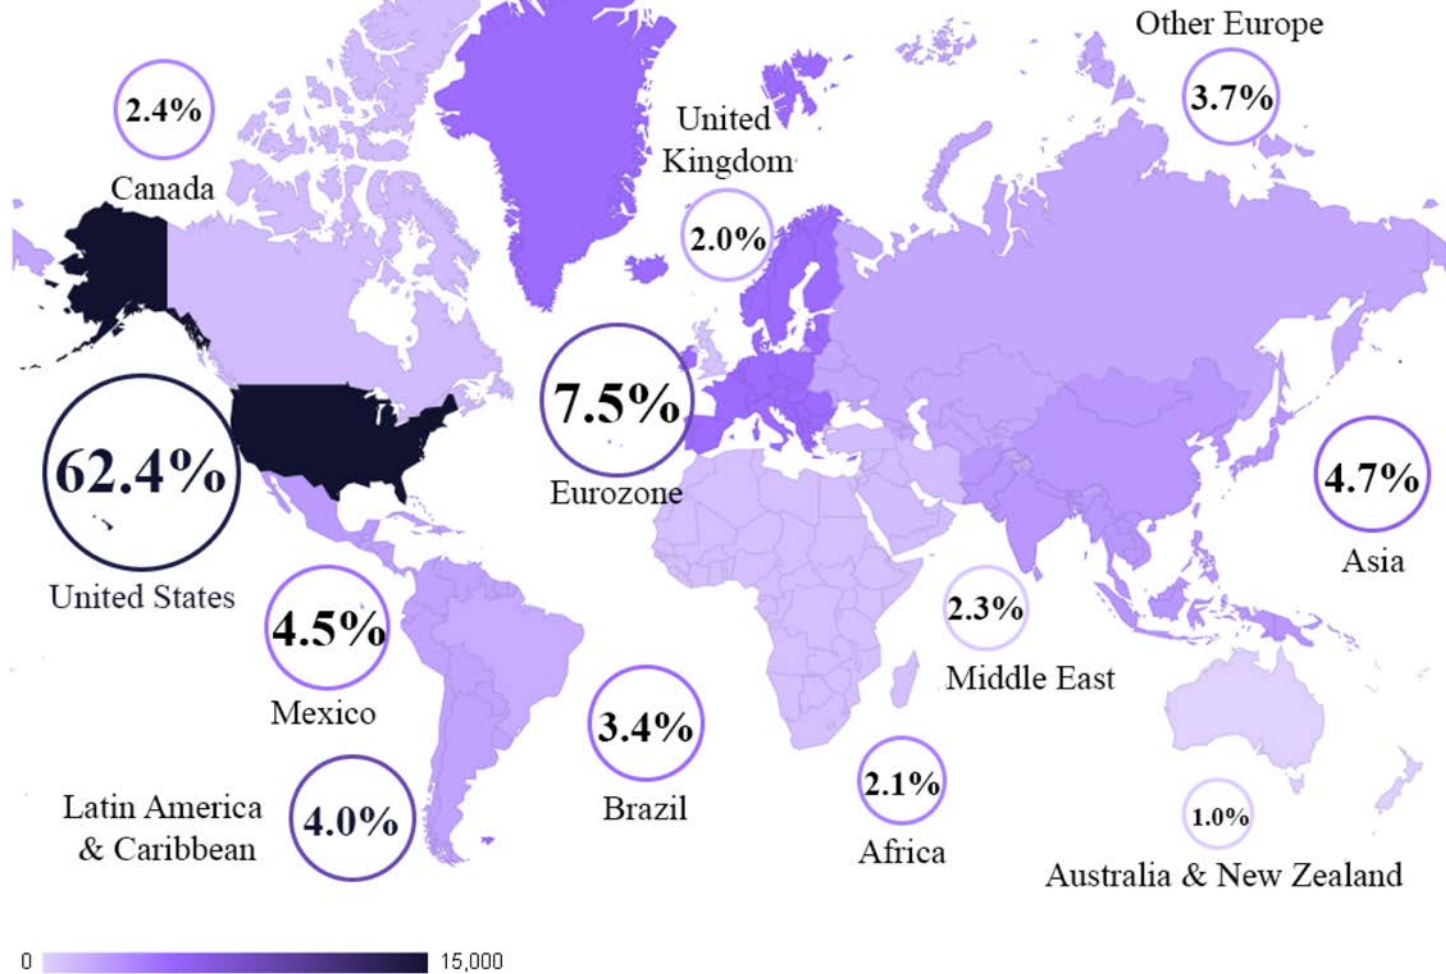 Other Europe
3.7%
2.4%
Canada
United
Kingdom
2.0%
7.5%
Eurozone
62.4%
United States
4.7%
Asia
4.5%
Mexico
2.3%
Middle East
3.4%
Brazil
Latin America
& Caribbean
4.0%
2.1%
Africa
1.0%
Australia & New Zealand
0
15,000